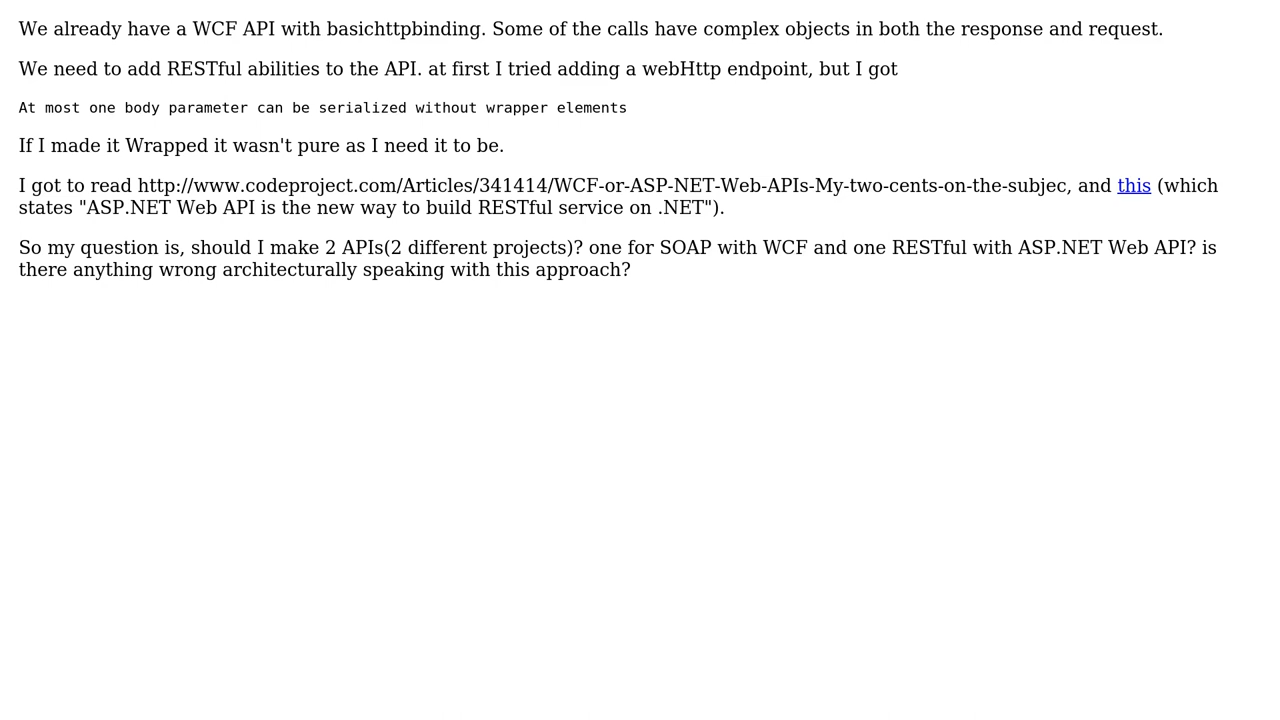 We already have a WCF API with basichttpbinding. Some of the calls have complex objects in both the response and request.
We need to add RESTful abilities to the API. at first I tried adding a webHttp endpoint, but I got
At most one body parameter can be serialized without wrapper elements
If I made it Wrapped it wasn't pure as I need it to be.
I got to read http://www.codeproject.com/Articles/341414/WCF-or-ASP-NET-Web-APIs-My-two-cents-on-the-subjec, and this (which
states "ASP.NET Web API is the new way to build RESTful service on .NET").
So my question is, should I make 2 APIs(2 different projects)? one for SOAP with WCF and one RESTful with ASP.NET Web API? is
there anything wrong architecturally speaking with this approach?